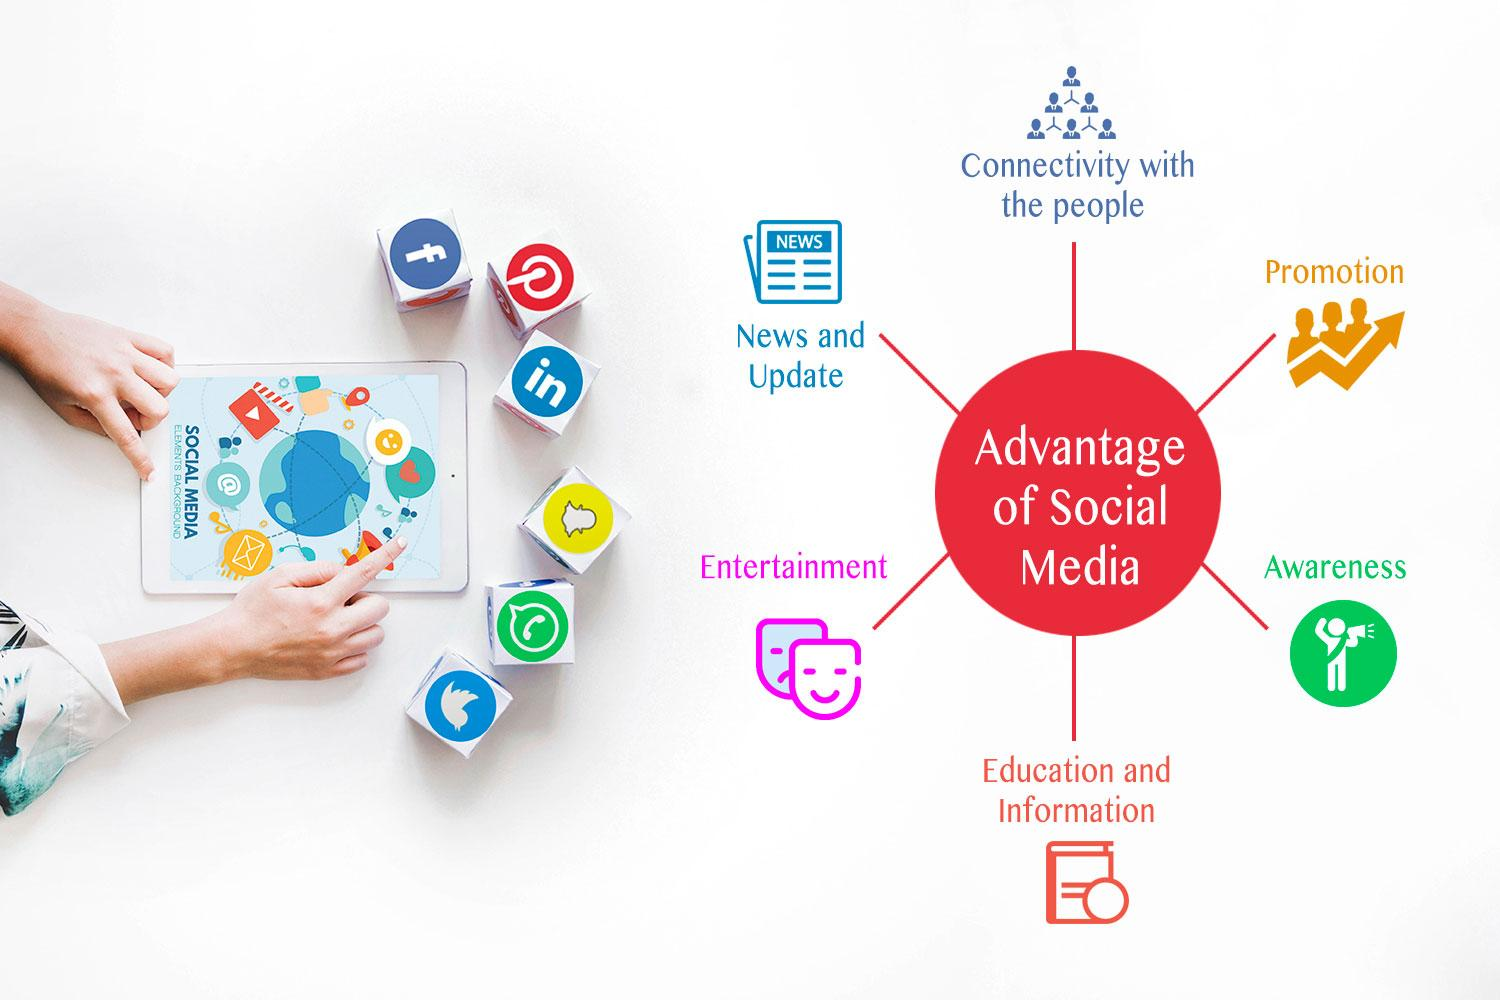 Connectivity with
the people
NEWS
News and
Update
Promotion
Advantage
of Social
Media
Entertainment
Awareness
Education and
Information
SOCIAL MEDIA
ELEMENTS BACKGROUND
f
in
@